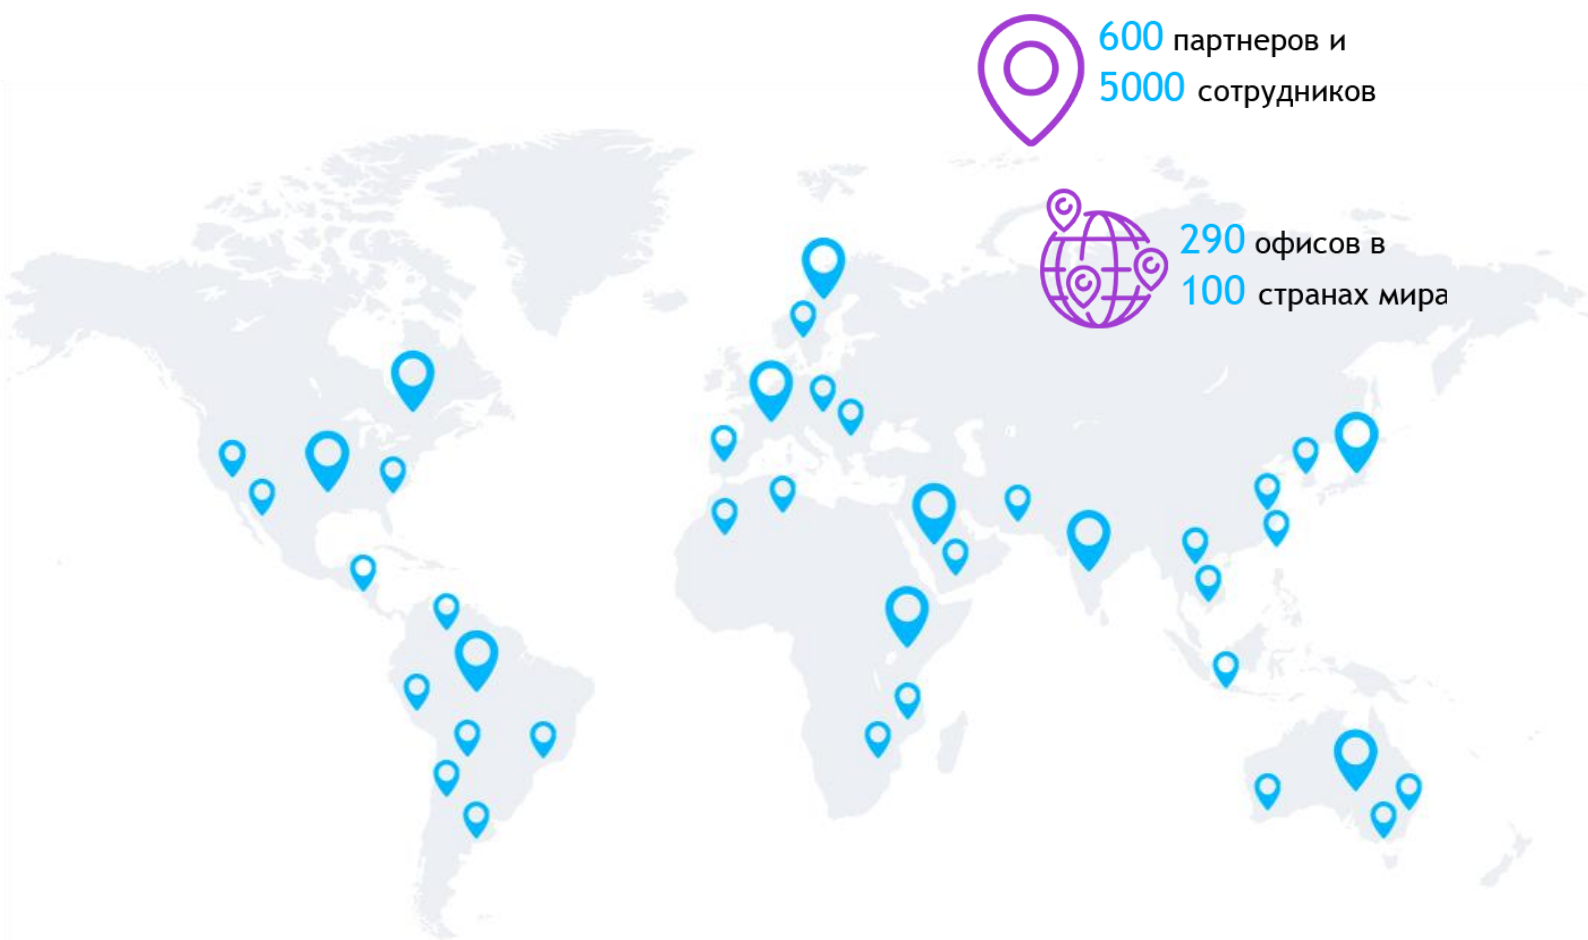 600 партнеров и
5000 сотрудников
290 офисов в
100 странах мира